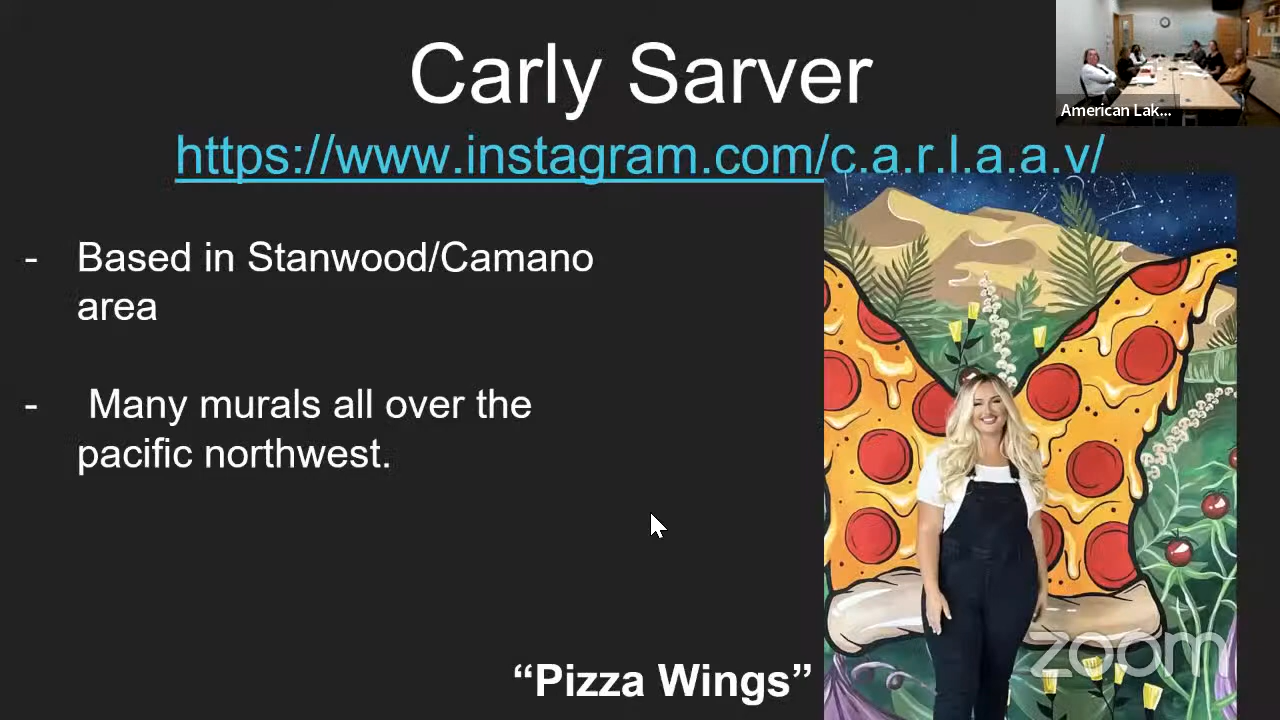 Carly Sarver
American Lak...
https://www.instagram.com/c.a.r.l.a.a.y/
- Based in Stanwood/Camano
area
- Many murals all over the
pacific northwest.
zoom
“Pizza Wings”